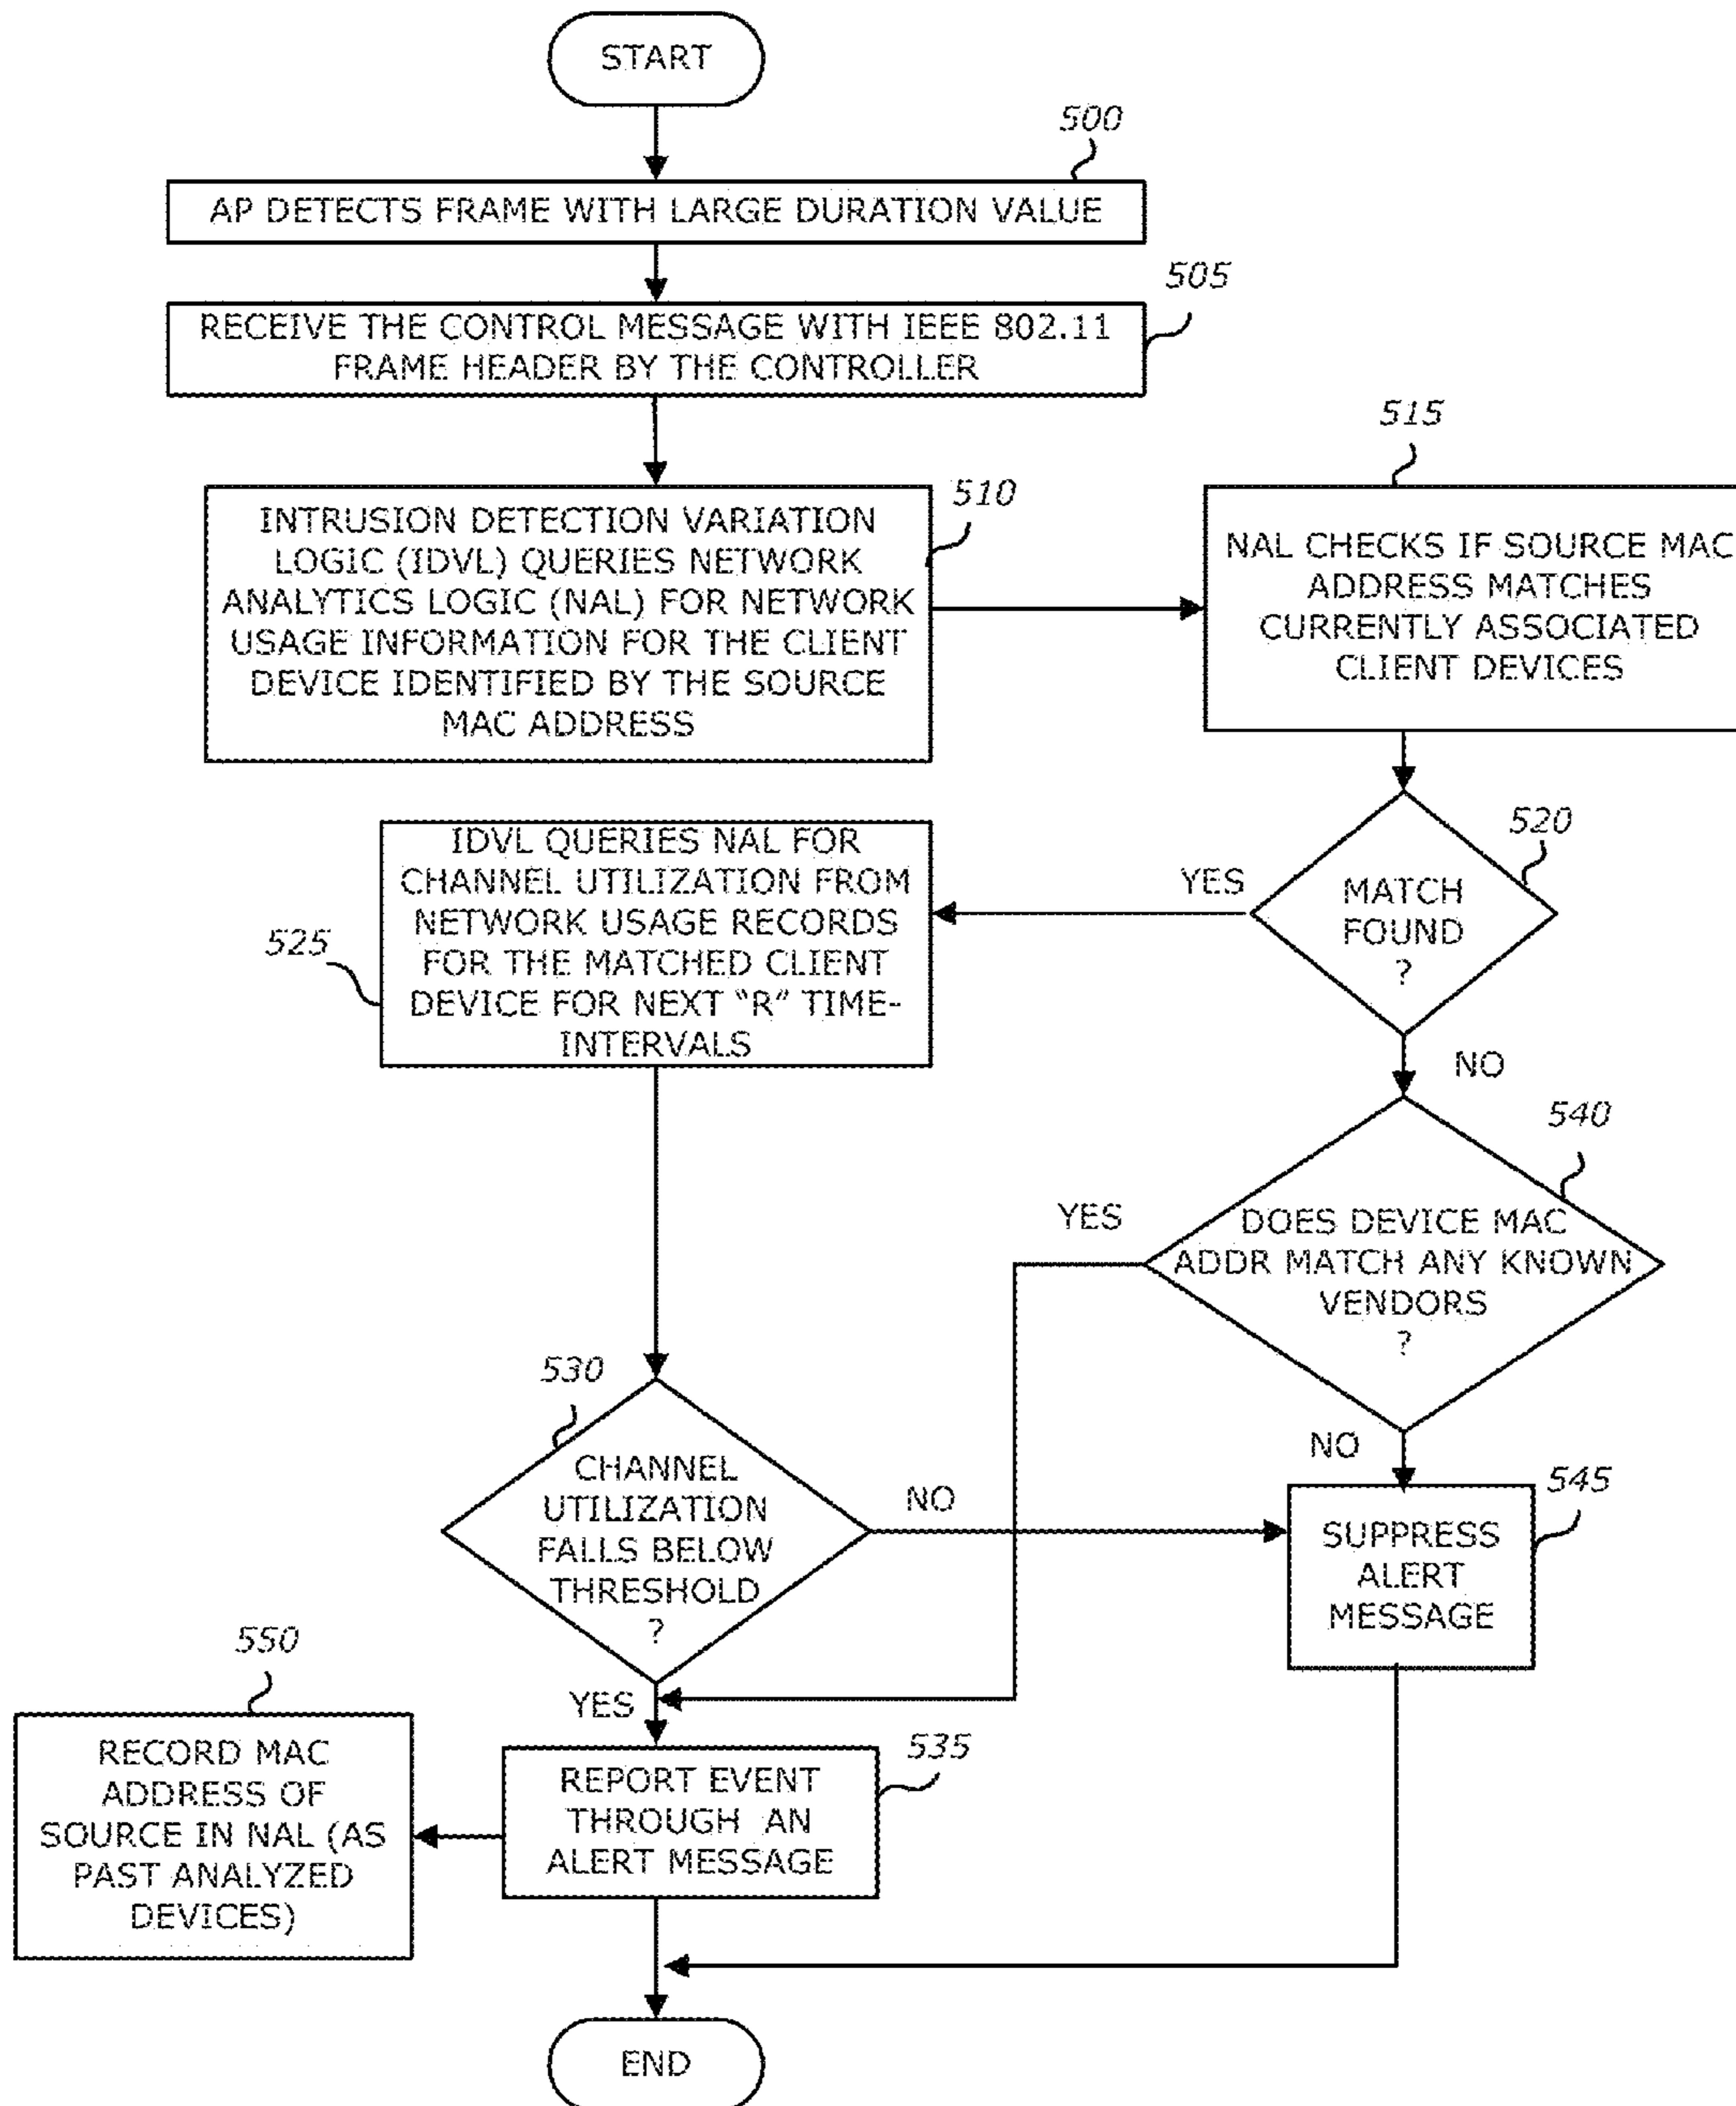 START
500
AP DETECTS FRAME WITH LARGE DURATION VALUE
505
RECEIVE THE CONTROL MESSAGE WITH IEEE 802.11
FRAME HEADER BY THE CONTROLLER
510
INTRUSION DETECTION VARIATION
LOGIC (IDVL) QUERIES NETWORK
ANALYTICS LOGIC (NAL) FOR NETWORK
USAGE INFORMATION FOR THE CLIENT
DEVICE IDENTIFIED BY THE SOURCE
MAC ADDRESS
515
NAL CHECKS IF SOURCE MAC
ADDRESS MATCHES
CURRENTLY ASSOCIATED
CLIENT DEVICES
520
MATCH
FOUND
?
YES
NO
525
IDVL QUERIES NAL FOR
CHANNEL UTILIZATION FROM
NETWORK USAGE RECORDS
FOR THE MATCHED CLIENT
DEVICE FOR NEXT “R” TIME-
INTERVALS
540
DOES DEVICE MAC
ADDR MATCH ANY KNOWN
VENDORS
?
YES
NO
530
CHANNEL
UTILIZATION
FALLS BELOW
THRESHOLD
?
NO
YES
545
SUPPRESS
ALERT
MESSAGE
535
REPORT EVENT
THROUGH AN
ALERT MESSAGE
550
RECORD MAC
ADDRESS OF
SOURCE IN NAL (AS
PAST ANALYZED
DEVICES)
END